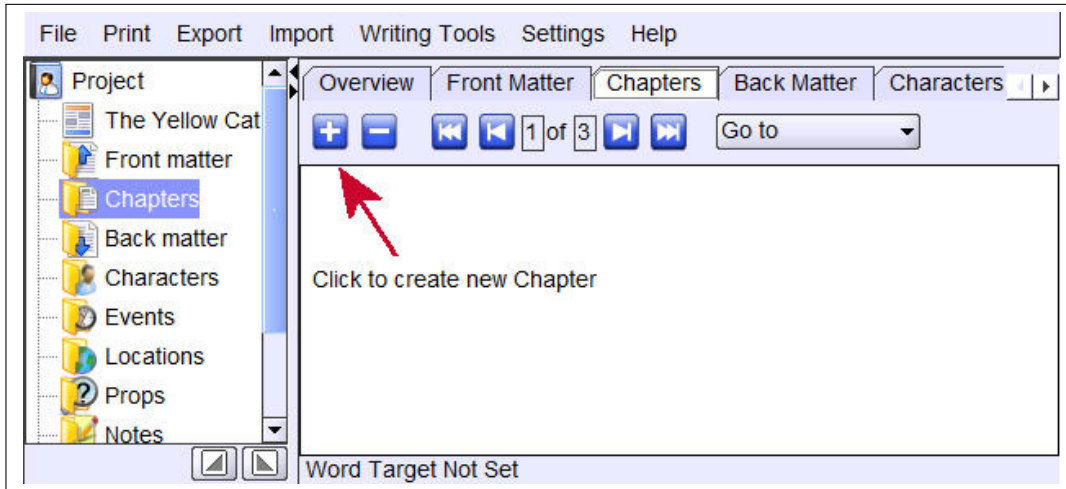 File Print Export Import Writing Tools Settings Help
Project
The Yellow Cat
Front matter
Chapters
Back matter
Characters
Events
Locations
Props
Notes
Overview Front Matter Chapters Back Matter Characters
1 of 3 Go to
Click to create new Chapter
Word Target Not Set